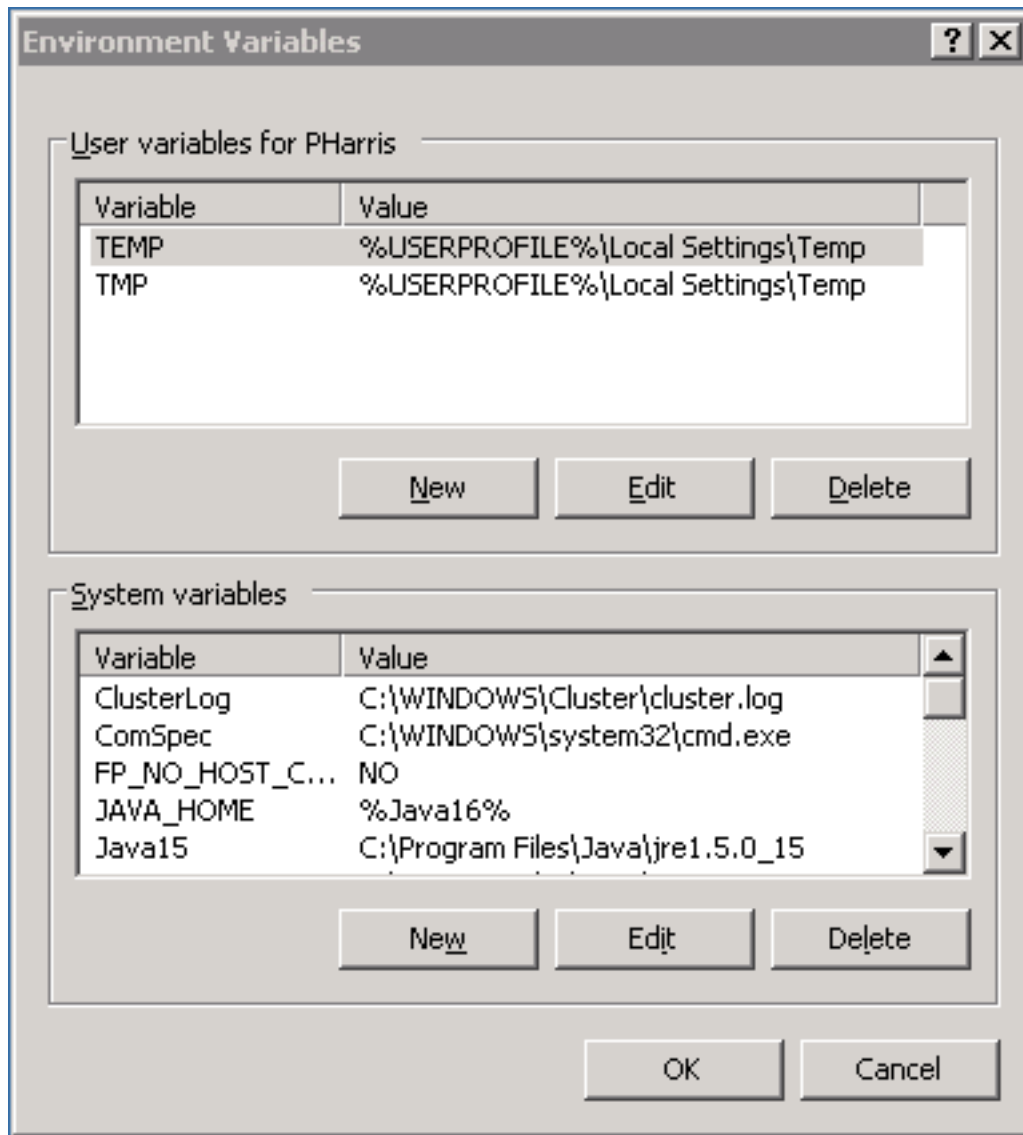 Environment Variables
User variables for PHarris
Variable Value
TEMP %USERPROFILE%\Local Settings\Temp
TMP %USERPROFILE%\Local Settings\Temp
New Edit Delete
System variables
Variable Value
ClusterLog C:\WINDOWS\Cluster\cluster.log
ComSpec C:\WINDOWS\system32\cmd.exe
FP_NO_HOST_C... NO
JAVA_HOME %Java16%
Java15 C:\Program Files\Java\jre1.5.0_15
New Edit Delete
OK Cancel